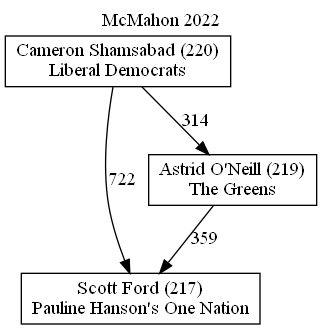 McMahon 2022
Cameron Shamsabad (220)
Liberal Democrats
314
Astrid O'Neill (219)
The Greens
722
359
Scott Ford (217)
Pauline Hanson's One Nation